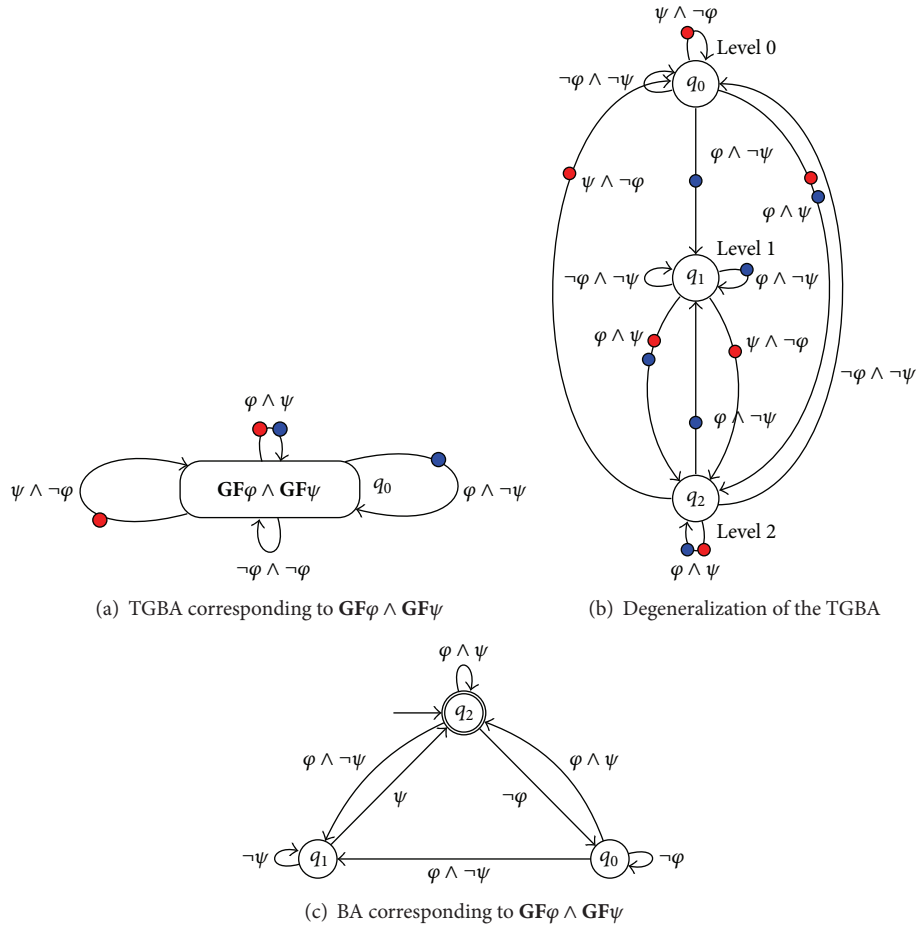 φ ∧ ψ
ψ ∧ ¬φ
GFφ ∧ GFψ
q0
φ ∧ ¬ψ
¬φ ∧ ¬φ
(a) TGBA corresponding to GFφ ∧ GFψ
ψ ∧ ¬φ
Level 0
¬φ ∧ ¬ψ
q0
φ ∧ ¬ψ
ψ ∧ ¬φ
φ ∧ ψ
Level 1
¬φ ∧ ¬ψ
q1
φ ∧ ¬ψ
φ ∧ ψ
ψ ∧ ¬φ
¬φ ∧ ¬ψ
φ ∧ ¬ψ
q2
Level 2
φ ∧ ψ
(b) Degeneralization of the TGBA
φ ∧ ψ
q2
φ ∧ ¬ψ
φ ∧ ψ
ψ
¬φ
¬ψ
q1
q0
¬φ
φ ∧ ¬ψ
(c) BA corresponding to GFφ ∧ GFψ